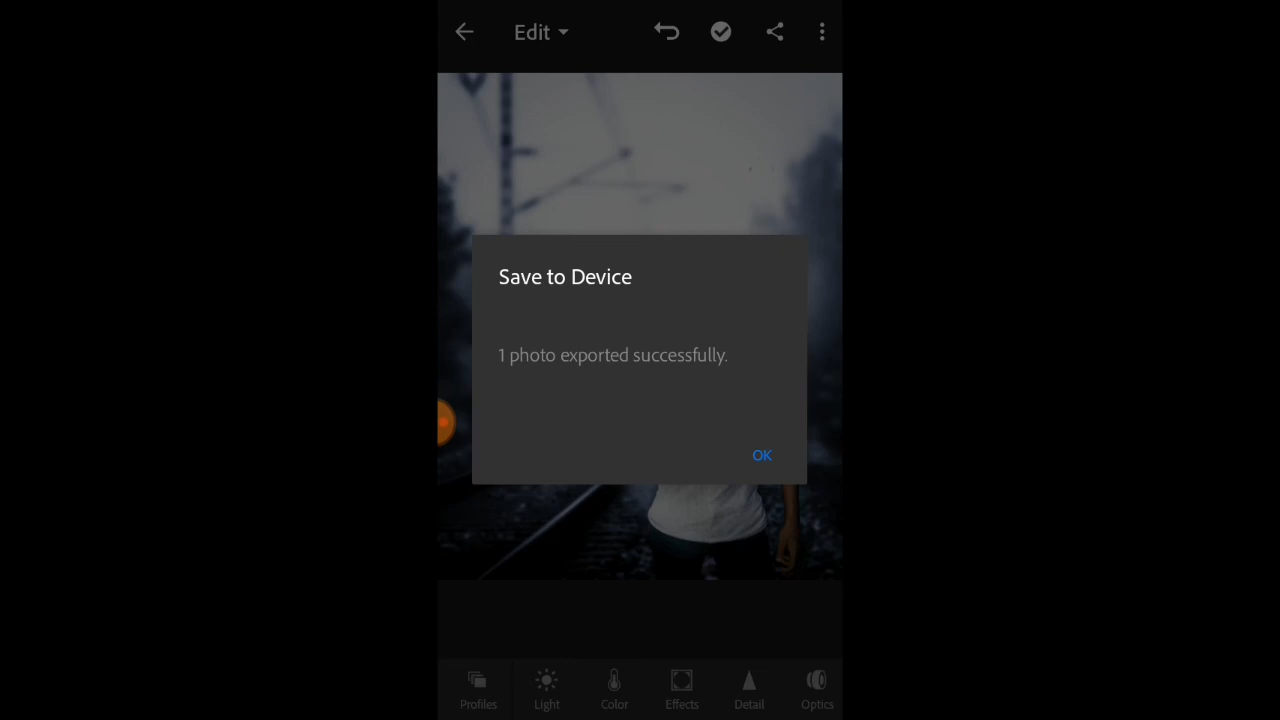 Edit
Save to Device
1 photo exported successfully.
OK
Profiles Light Color Effects Detail Optics